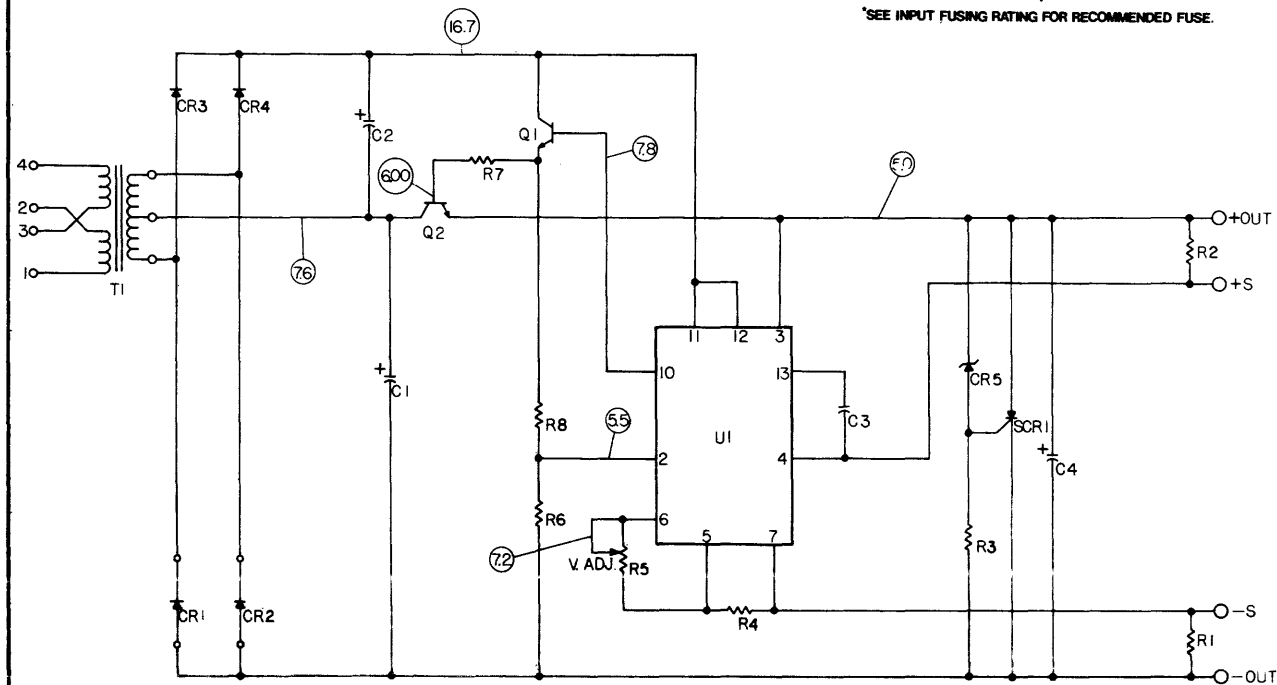 *SEE INPUT FUSING RATING FOR RECOMMENDED FUSE.
16.7
CR3
CR4
+
C2
Q1
7.8
4
2
3
1
T1
R7
6.00
Q2
5.0
+OUT
R2
+S
7.6
11
12
3
10
13
+
C1
R8
5.5
2
U1
C3
4
CR5
SCR1
+
C4
R6
6
5
7
7.2
V. ADJ.
R5
R3
CR1
CR2
R4
-S
R1
-OUT